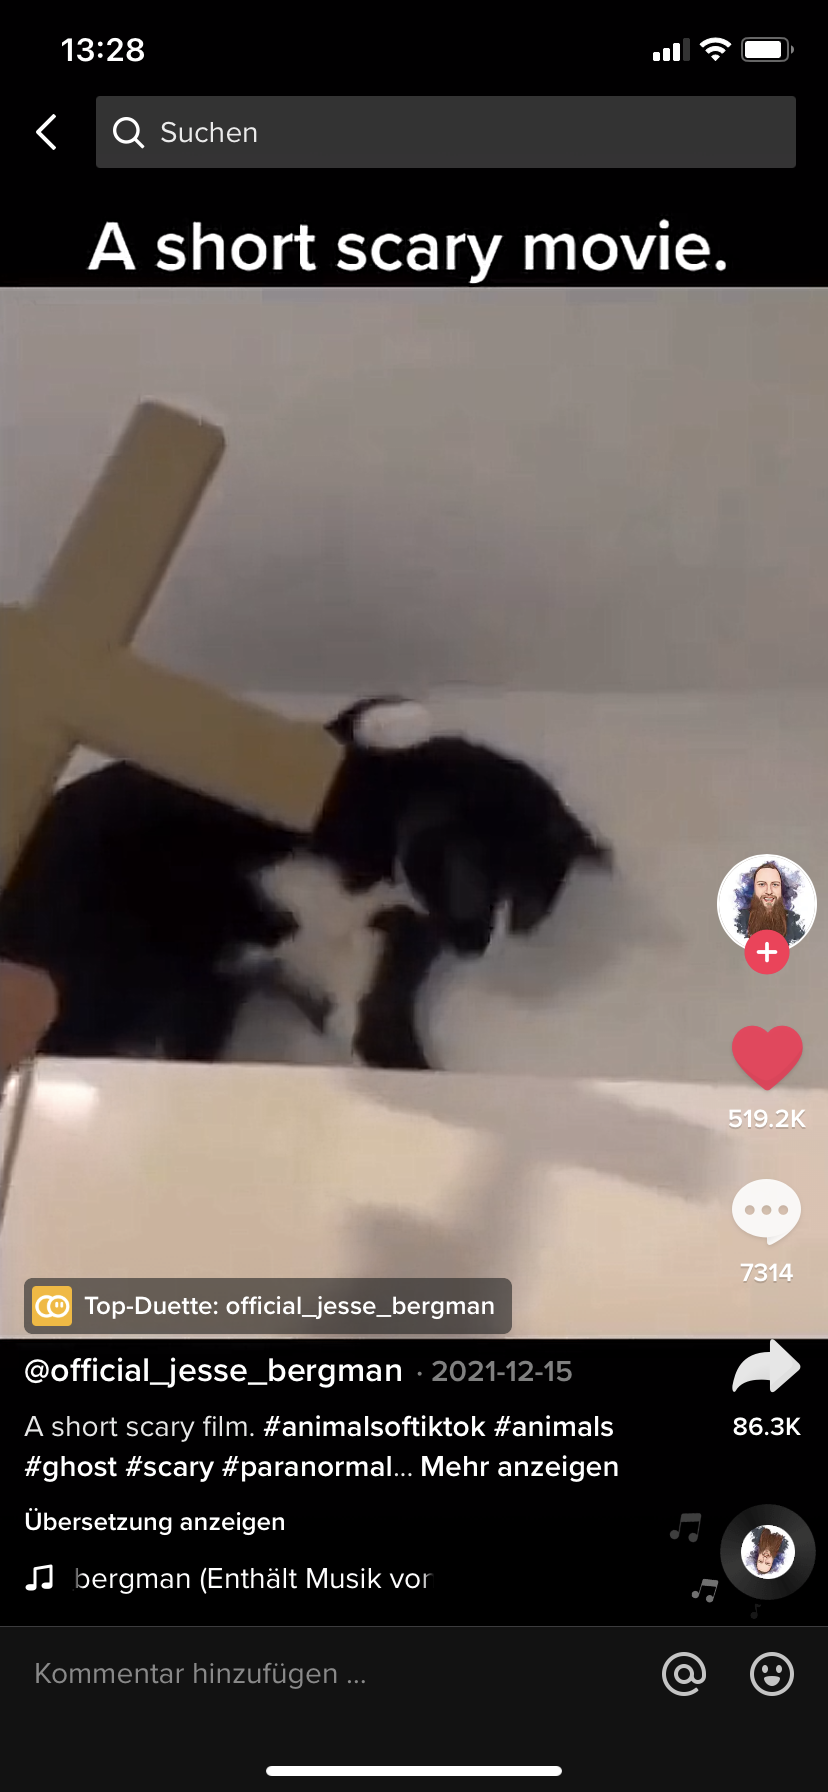 13:28
Suchen
A short scary movie.
519.2K
7314
Top-Duette: official_jesse_bergman
@official_jesse_bergman · 2021-12-15
86.3K
A short scary film. #animalsoftiktok #animals
#ghost #scary #paranormal... Mehr anzeigen
Übersetzung anzeigen
bergman (Enthält Musik von
Kommentar hinzufügen ...